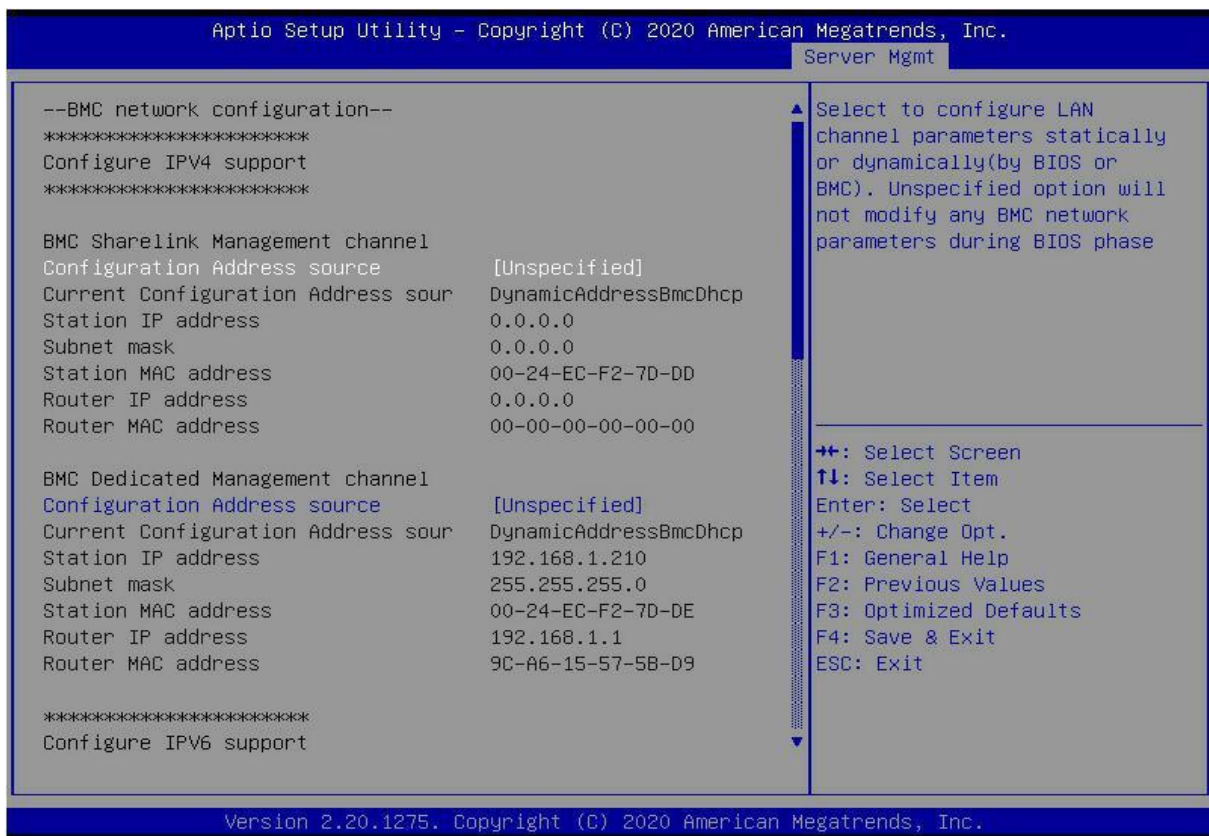 Aptio Setup Utility – Copyright (C) 2020 American Megatrends, Inc.
Server Mgmt
--BMC network configuration--
**********************
Configure IPV4 support
**********************
BMC Sharelink Management channel
Configuration Address source [Unspecified]
Current Configuration Address sour DynamicAddressBmcDhcp
Station IP address 0.0.0.0
Subnet mask 0.0.0.0
Station MAC address 00-24-EC-F2-7D-DD
Router IP address 0.0.0.0
Router MAC address 00-00-00-00-00-00
BMC Dedicated Management channel
Configuration Address source [Unspecified]
Current Configuration Address sour DynamicAddressBmcDhcp
Station IP address 192.168.1.210
Subnet mask 255.255.255.0
Station MAC address 00-24-EC-F2-7D-DE
Router IP address 192.168.1.1
Router MAC address 9C-A6-15-57-5B-D9
**********************
Configure IPV6 support
Select to configure LAN
channel parameters statically
or dynamically(by BIOS or
BMC). Unspecified option will
not modify any BMC network
parameters during BIOS phase
→←: Select Screen
↑↓: Select Item
Enter: Select
+/-: Change Opt.
F1: General Help
F2: Previous Values
F3: Optimized Defaults
F4: Save & Exit
ESC: Exit
Version 2.20.1275. Copyright (C) 2020 American Megatrends, Inc.